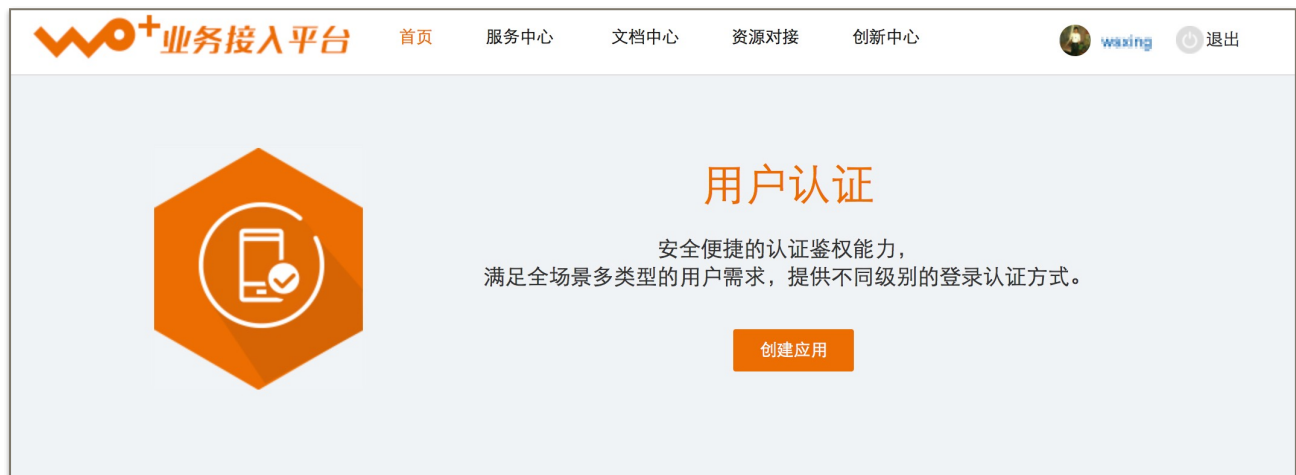 wo+业务接入平台 首页 服务中心 文档中心 资源对接 创新中心 waxing 退出
用户认证
安全便捷的认证鉴权能力，
满足全场景多类型的用户需求，提供不同级别的登录认证方式。
创建应用